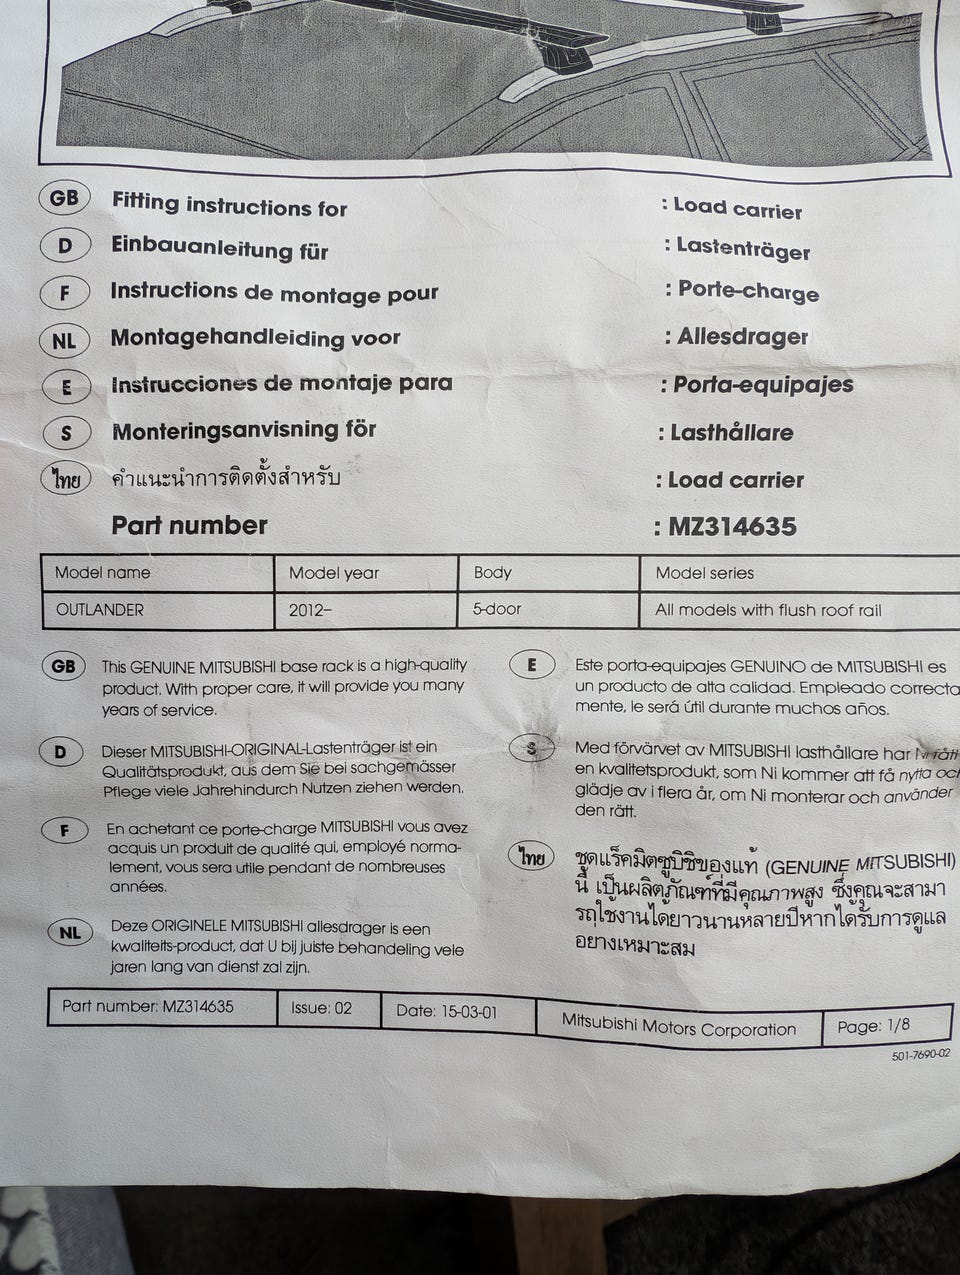 GB Fitting instructions for : Load carrier
D Einbauanleitung für : Lastenträger
F Instructions de montage pour : Porte-charge
NL Montagehandleiding voor : Allesdrager
E Instrucciones de montaje para : Porta-equipajes
S Monteringsanvisning för : Lasthållare
ไทย คำแนะนำการติดตั้งสำหรับ : Load carrier
Part number : MZ314635
Model name Model year Body Model series
OUTLANDER 2012– 5-door All models with flush roof rail
GB This GENUINE MITSUBISHI base rack is a high-quality
product. With proper care, it will provide you many
years of service.
D Dieser MITSUBISHI-ORIGINAL-Lastenträger ist ein
Qualitätsprodukt, aus dem Sie bei sachgemässer
Pflege viele Jahrehindurch Nutzen ziehen werden.
F En achetant ce porte-charge MITSUBISHI vous avez
acquis un produit de qualité qui, employé norma-
lement, vous sera utile pendant de nombreuses
années.
NL Deze ORIGINELE MITSUBISHI allesdrager is een
kwaliteits-product, dat U bij juiste behandeling vele
jaren lang van dienst zal zijn.
E Este porta-equipajes GENUINO de MITSUBISHI es
un producto de alta calidad. Empleado correcta
mente, le será útil durante muchos años.
S Med förvärvet av MITSUBISHI lasthållare har Ni rätt
en kvalitetsprodukt, som Ni kommer att få nytta och
glädje av i flera år, om Ni monterar och använder
den rätt.
ไทย ชุดแร็คมิตซูบิชิของแท้ (GENUINE MITSUBISHI)
นี้ เป็นผลิตภัณฑ์ที่มีคุณภาพสูง ซึ่งคุณจะสามา
รถใช้งานได้ยาวนานหลายปีหากได้รับการดูแล
อย่างเหมาะสม
Part number: MZ314635 Issue: 02 Date: 15-03-01 Mitsubishi Motors Corporation Page: 1/8
501-7690-02